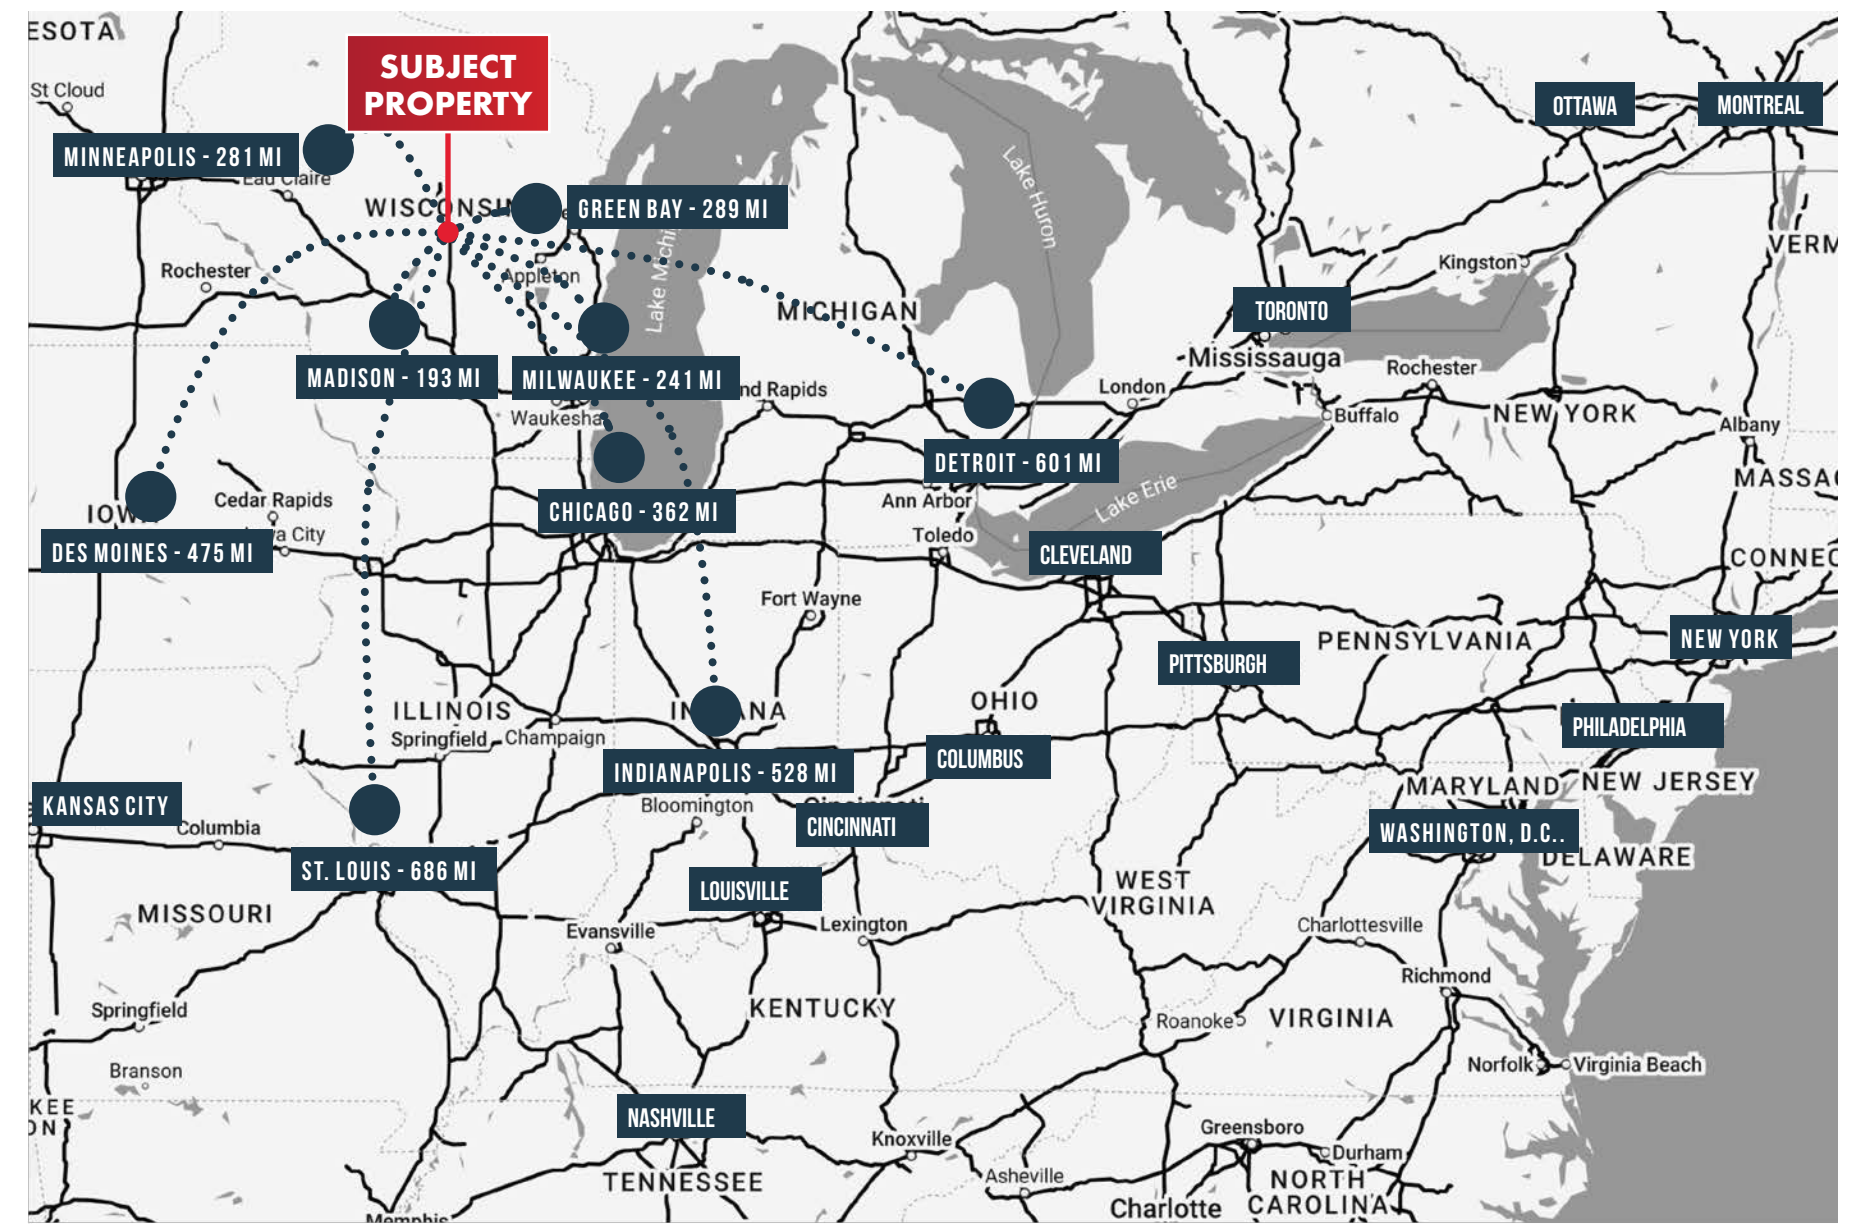 ESOTA
St Cloud
SUBJECT
PROPERTY
OTTAWA
MONTREAL
MINNEAPOLIS - 281 MI
Eau Claire
WISCONSIN
GREEN BAY - 289 MI
Lake Huron
VERM
Rochester
Appleton
Lake Michi
Kingston
MICHIGAN
TORONTO
Mississauga
MADISON - 193 MI
MILWAUKEE - 241 MI
nd Rapids
London
Rochester
Waukesha
Buffalo
NEW YORK
Albany
DETROIT - 601 MI
MASSAC
IOWA
Cedar Rapids
CHICAGO - 362 MI
Ann Arbor
Lake Erie
a City
Toledo
DES MOINES - 475 MI
CLEVELAND
CONNEC
Fort Wayne
PENNSYLVANIA
NEW YORK
PITTSBURGH
ILLINOIS
INDIANA
OHIO
Springfield
Champaign
PHILADELPHIA
COLUMBUS
INDIANAPOLIS - 528 MI
MARYLAND
NEW JERSEY
KANSAS CITY
Bloomington
Cincinnati
Columbia
CINCINNATI
WASHINGTON, D.C..
DELAWARE
ST. LOUIS - 686 MI
LOUISVILLE
WEST
VIRGINIA
MISSOURI
Evansville
Lexington
Charlottesville
Richmond
Springfield
KENTUCKY
Roanoke
VIRGINIA
Branson
Norfolk
Virginia Beach
KEE
ON
NASHVILLE
Knoxville
Greensboro
Durham
TENNESSEE
Asheville
NORTH
CAROLINA
Charlotte
Memphis